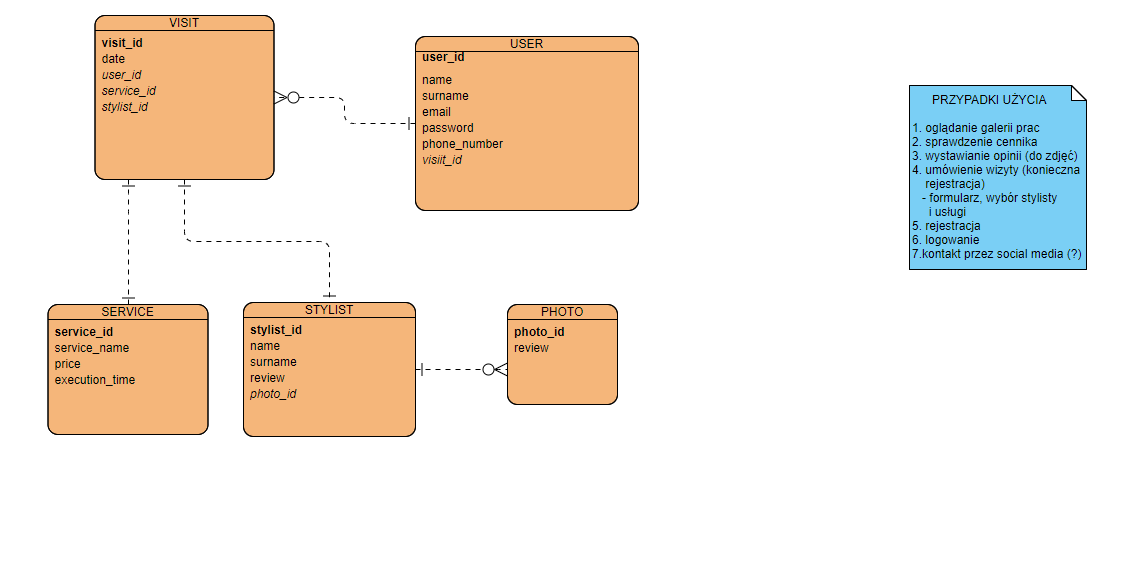 VISIT
visit_id
date
user_id
service_id
stylist_id
USER
user_id
name
surname
email
password
phone_number
visiit_id
PRZYPADKI UŻYCIA
1. oglądanie galerii prac
2. sprawdzenie cennika
3. wystawianie opinii (do zdjęć)
4. umówienie wizyty (konieczna
rejestracja)
- formularz, wybór stylisty
i usługi
5. rejestracja
6. logowanie
7.kontakt przez social media (?)
SERVICE
service_id
service_name
price
execution_time
STYLIST
stylist_id
name
surname
review
photo_id
PHOTO
photo_id
review